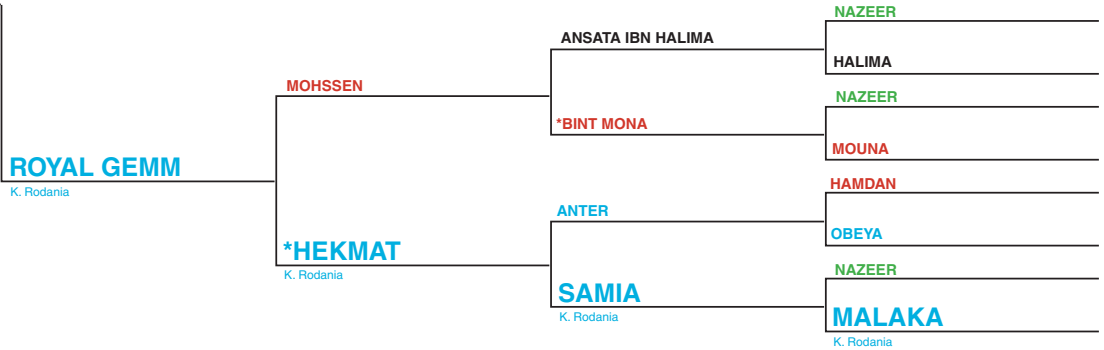 NAZEER
ANSATA IBN HALIMA
HALIMA
MOHSSEN
NAZEER
*BINT MONA
MOUNA
ROYAL GEMM
K. Rodania
HAMDAN
ANTER
OBEYA
*HEKMAT
K. Rodania
NAZEER
SAMIA
K. Rodania
MALAKA
K. Rodania